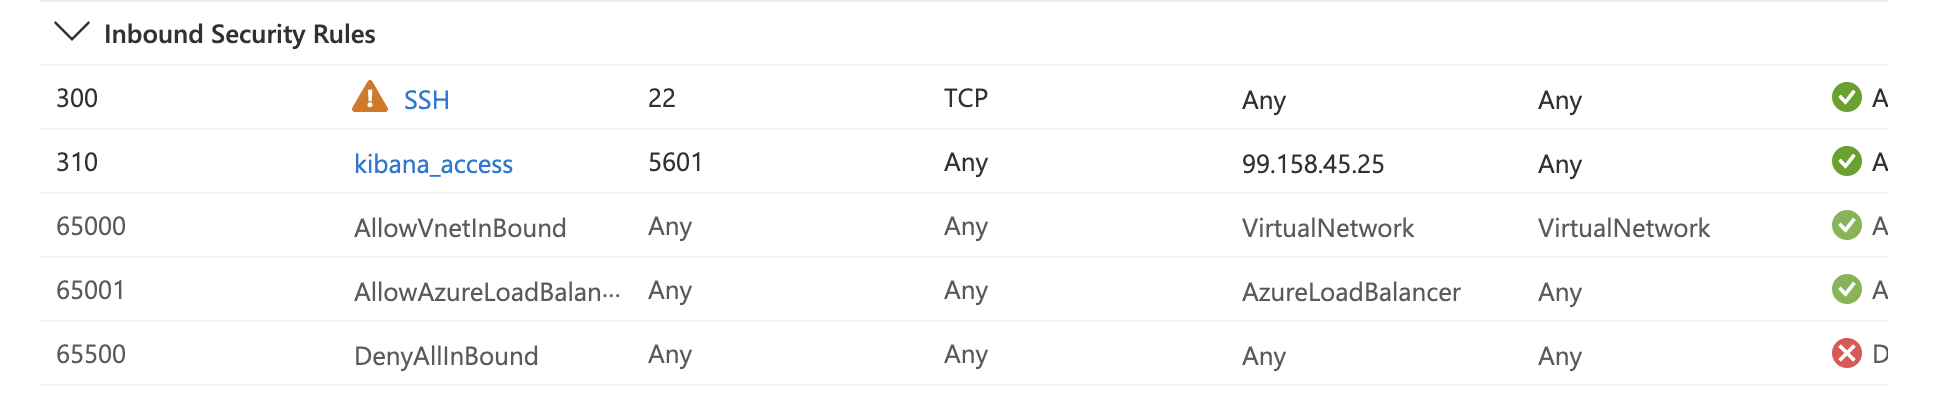 Inbound Security Rules
300 SSH 22 TCP Any Any A
310 kibana_access 5601 Any 99.158.45.25 Any A
65000 AllowVnetInBound Any Any VirtualNetwork VirtualNetwork A
65001 AllowAzureLoadBalan··· Any Any AzureLoadBalancer Any A
65500 DenyAllInBound Any Any Any Any D